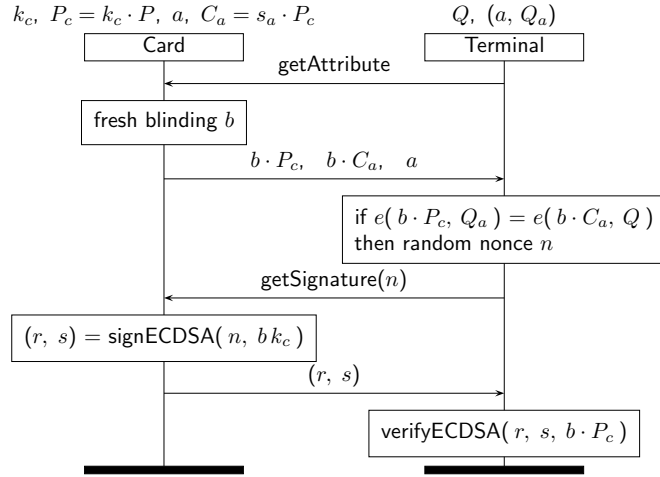 k_c, P_c = k_c · P, a, C_a = s_a · P_c
Q, (a, Q_a)
Card
Terminal
getAttribute
fresh blinding b
b · P_c, b · C_a, a
if e( b · P_c, Q_a ) = e( b · C_a, Q )
then random nonce n
getSignature(n)
(r, s) = signECDSA( n, b k_c )
(r, s)
verifyECDSA( r, s, b · P_c )